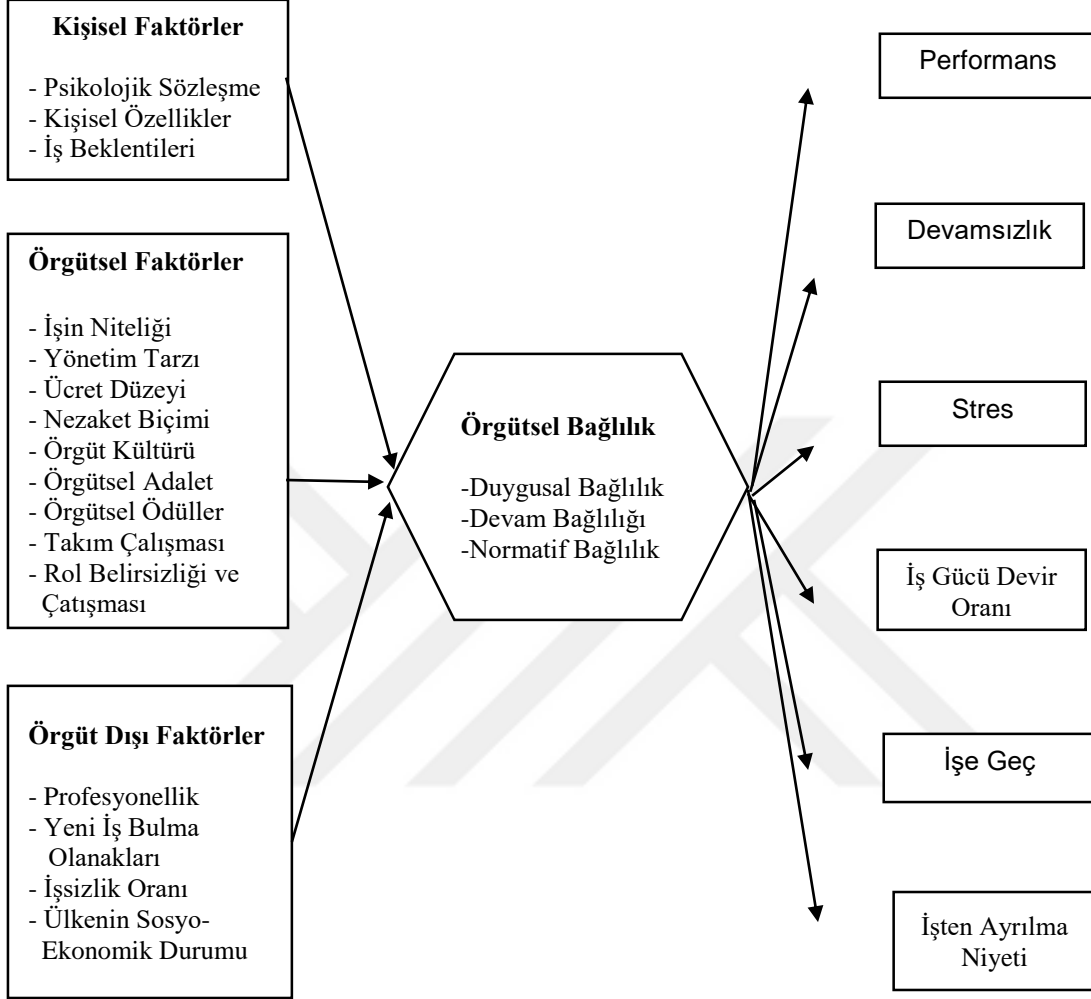 Kişisel Faktörler
- Psikolojik Sözleşme
- Kişisel Özellikler
- İş Beklentileri
Örgütsel Faktörler
- İşin Niteliği
- Yönetim Tarzı
- Ücret Düzeyi
- Nezaket Biçimi
- Örgüt Kültürü
- Örgütsel Adalet
- Örgütsel Ödüller
- Takım Çalışması
- Rol Belirsizliği ve
Çatışması
Örgüt Dışı Faktörler
- Profesyonellik
- Yeni İş Bulma
Olanakları
- İşsizlik Oranı
- Ülkenin Sosyo-
Ekonomik Durumu
Örgütsel Bağlılık
-Duygusal Bağlılık
-Devam Bağlılığı
-Normatif Bağlılık
Performans
Devamsızlık
Stres
İş Gücü Devir
Oranı
İşe Geç
İşten Ayrılma
Niyeti